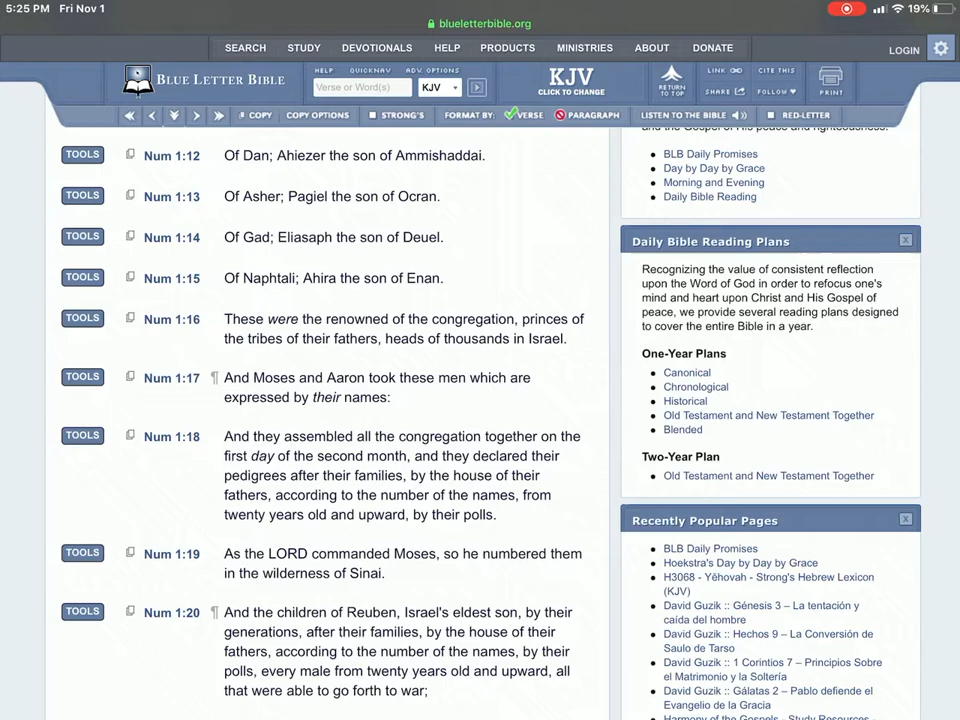 5:25 PM Fri Nov 1
19%
blueletterbible.org
SEARCH STUDY DEVOTIONALS HELP PRODUCTS MINISTRIES ABOUT DONATE
LOGIN
BLUE LETTER BIBLE
HELP QUICKNAV ADV. OPTIONS
Verse or Word(s) KJV
KJV
CLICK TO CHANGE
RETURN
TO TOP
LINK CITE THIS
SHARE FOLLOW
PRINT
COPY COPY OPTIONS STRONG'S FORMAT BY: VERSE PARAGRAPH LISTEN TO THE BIBLE RED-LETTER
TOOLS Num 1:12 Of Dan; Ahiezer the son of Ammishaddai.
TOOLS Num 1:13 Of Asher; Pagiel the son of Ocran.
TOOLS Num 1:14 Of Gad; Eliasaph the son of Deuel.
TOOLS Num 1:15 Of Naphtali; Ahira the son of Enan.
TOOLS Num 1:16 These were the renowned of the congregation, princes of
the tribes of their fathers, heads of thousands in Israel.
TOOLS Num 1:17 ¶ And Moses and Aaron took these men which are
expressed by their names:
TOOLS Num 1:18 And they assembled all the congregation together on the
first day of the second month, and they declared their
pedigrees after their families, by the house of their
fathers, according to the number of the names, from
twenty years old and upward, by their polls.
TOOLS Num 1:19 As the LORD commanded Moses, so he numbered them
in the wilderness of Sinai.
TOOLS Num 1:20 ¶ And the children of Reuben, Israel's eldest son, by their
generations, after their families, by the house of their
fathers, according to the number of the names, by their
polls, every male from twenty years old and upward, all
that were able to go forth to war;
and the Gospel of His peace and righteousness.
BLB Daily Promises
Day by Day by Grace
Morning and Evening
Daily Bible Reading
Daily Bible Reading Plans
Recognizing the value of consistent reflection
upon the Word of God in order to refocus one's
mind and heart upon Christ and His Gospel of
peace, we provide several reading plans designed
to cover the entire Bible in a year.
One-Year Plans
Canonical
Chronological
Historical
Old Testament and New Testament Together
Blended
Two-Year Plan
Old Testament and New Testament Together
Recently Popular Pages
BLB Daily Promises
Hoekstra's Day by Day by Grace
H3068 - Yĕhovah - Strong's Hebrew Lexicon
(KJV)
David Guzik :: Génesis 3 – La tentación y
caída del hombre
David Guzik :: Hechos 9 – La Conversión de
Saulo de Tarso
David Guzik :: 1 Corintios 7 – Principios Sobre
el Matrimonio y la Soltería
David Guzik :: Gálatas 2 – Pablo defiende el
Evangelio de la Gracia
Harmony of the Gospels - Study Resources -